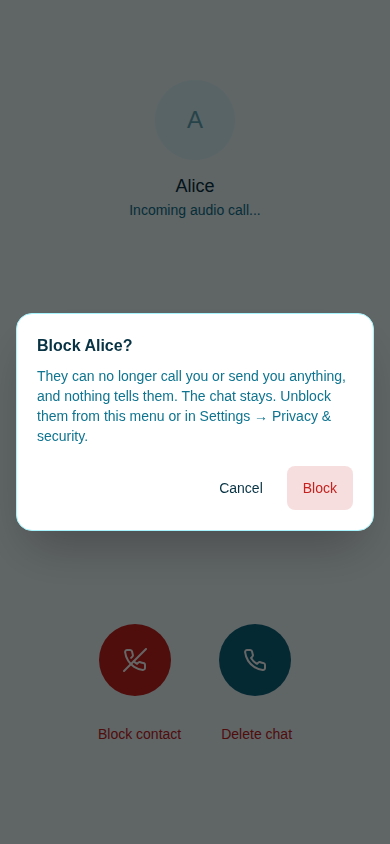 A
Alice
Incoming audio call...
Block Alice?
They can no longer call you or send you anything,
and nothing tells them. The chat stays. Unblock
them from this menu or in Settings → Privacy &
security.
Cancel
Block
Block contact
Delete chat